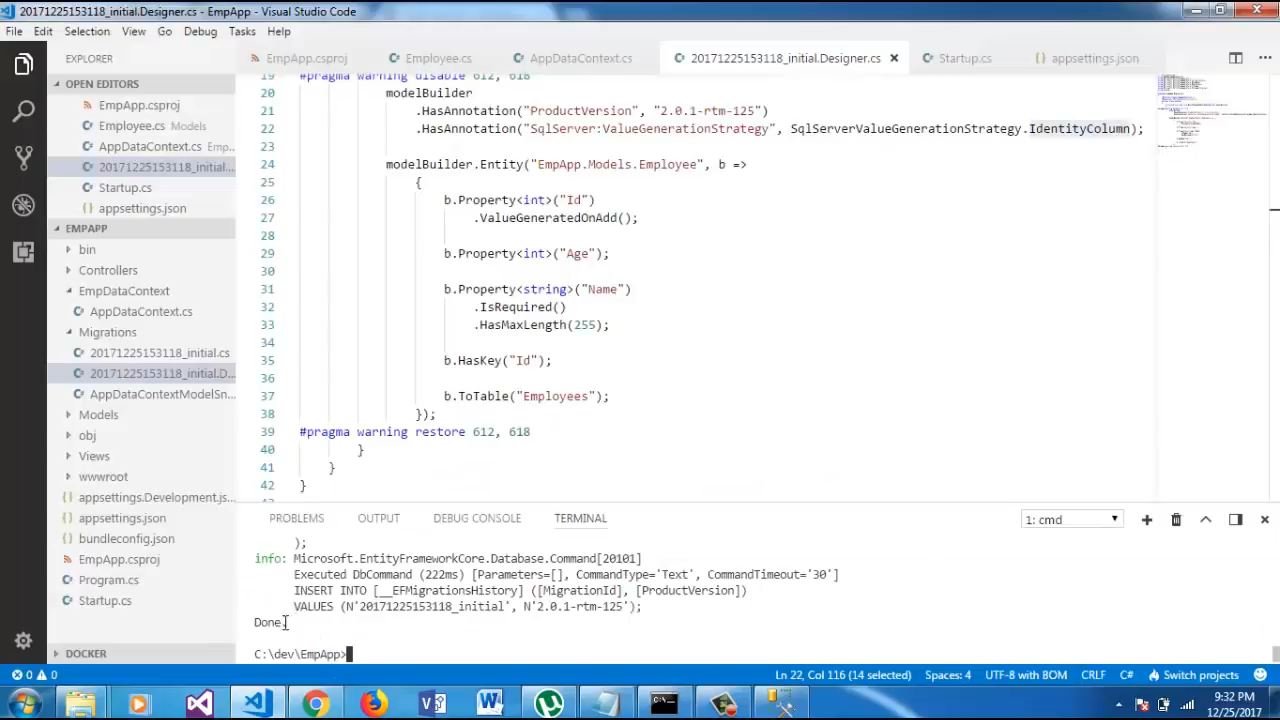 20171225153118_initial.Designer.cs - EmpApp - Visual Studio Code
File Edit Selection View Go Debug Tasks Help
EXPLORER
EmpApp.csproj Employee.cs AppDataContext.cs 20171225153118_initial.Designer.cs Startup.cs appsettings.json
OPEN EDITORS
EmpApp.csproj
Employee.cs Models
AppDataContext.cs Emp...
20171225153118_initial....
Startup.cs
appsettings.json
EMPAPP
bin
Controllers
EmpDataContext
AppDataContext.cs
Migrations
20171225153118_initial.cs
20171225153118_initial.D...
AppDataContextModelSn...
Models
obj
Views
wwwroot
appsettings.Development.js...
appsettings.json
bundleconfig.json
EmpApp.csproj
Program.cs
Startup.cs
DOCKER
19 #pragma warning disable 612, 618
20 modelBuilder
21 .HasAnnotation("ProductVersion", "2.0.1-rtm-125")
22 .HasAnnotation("SqlServer:ValueGenerationStrategy", SqlServerValueGenerationStrategy.IdentityColumn);
23
24 modelBuilder.Entity("EmpApp.Models.Employee", b =>
25 {
26 b.Property<int>("Id")
27 .ValueGeneratedOnAdd();
28
29 b.Property<int>("Age");
30
31 b.Property<string>("Name")
32 .IsRequired()
33 .HasMaxLength(255);
34
35 b.HasKey("Id");
36
37 b.ToTable("Employees");
38 });
39 #pragma warning restore 612, 618
40 }
41 }
42 }
PROBLEMS OUTPUT DEBUG CONSOLE TERMINAL 1: cmd
);
info: Microsoft.EntityFrameworkCore.Database.Command[20101]
Executed DbCommand (222ms) [Parameters=[], CommandType='Text', CommandTimeout='30']
INSERT INTO [__EFMigrationsHistory] ([MigrationId], [ProductVersion])
VALUES (N'20171225153118_initial', N'2.0.1-rtm-125');
Done.
C:\dev\EmpApp>
0 0 Ln 22, Col 116 (14 selected) Spaces: 4 UTF-8 with BOM CRLF C# Switch projects
9:32 PM
12/25/2017